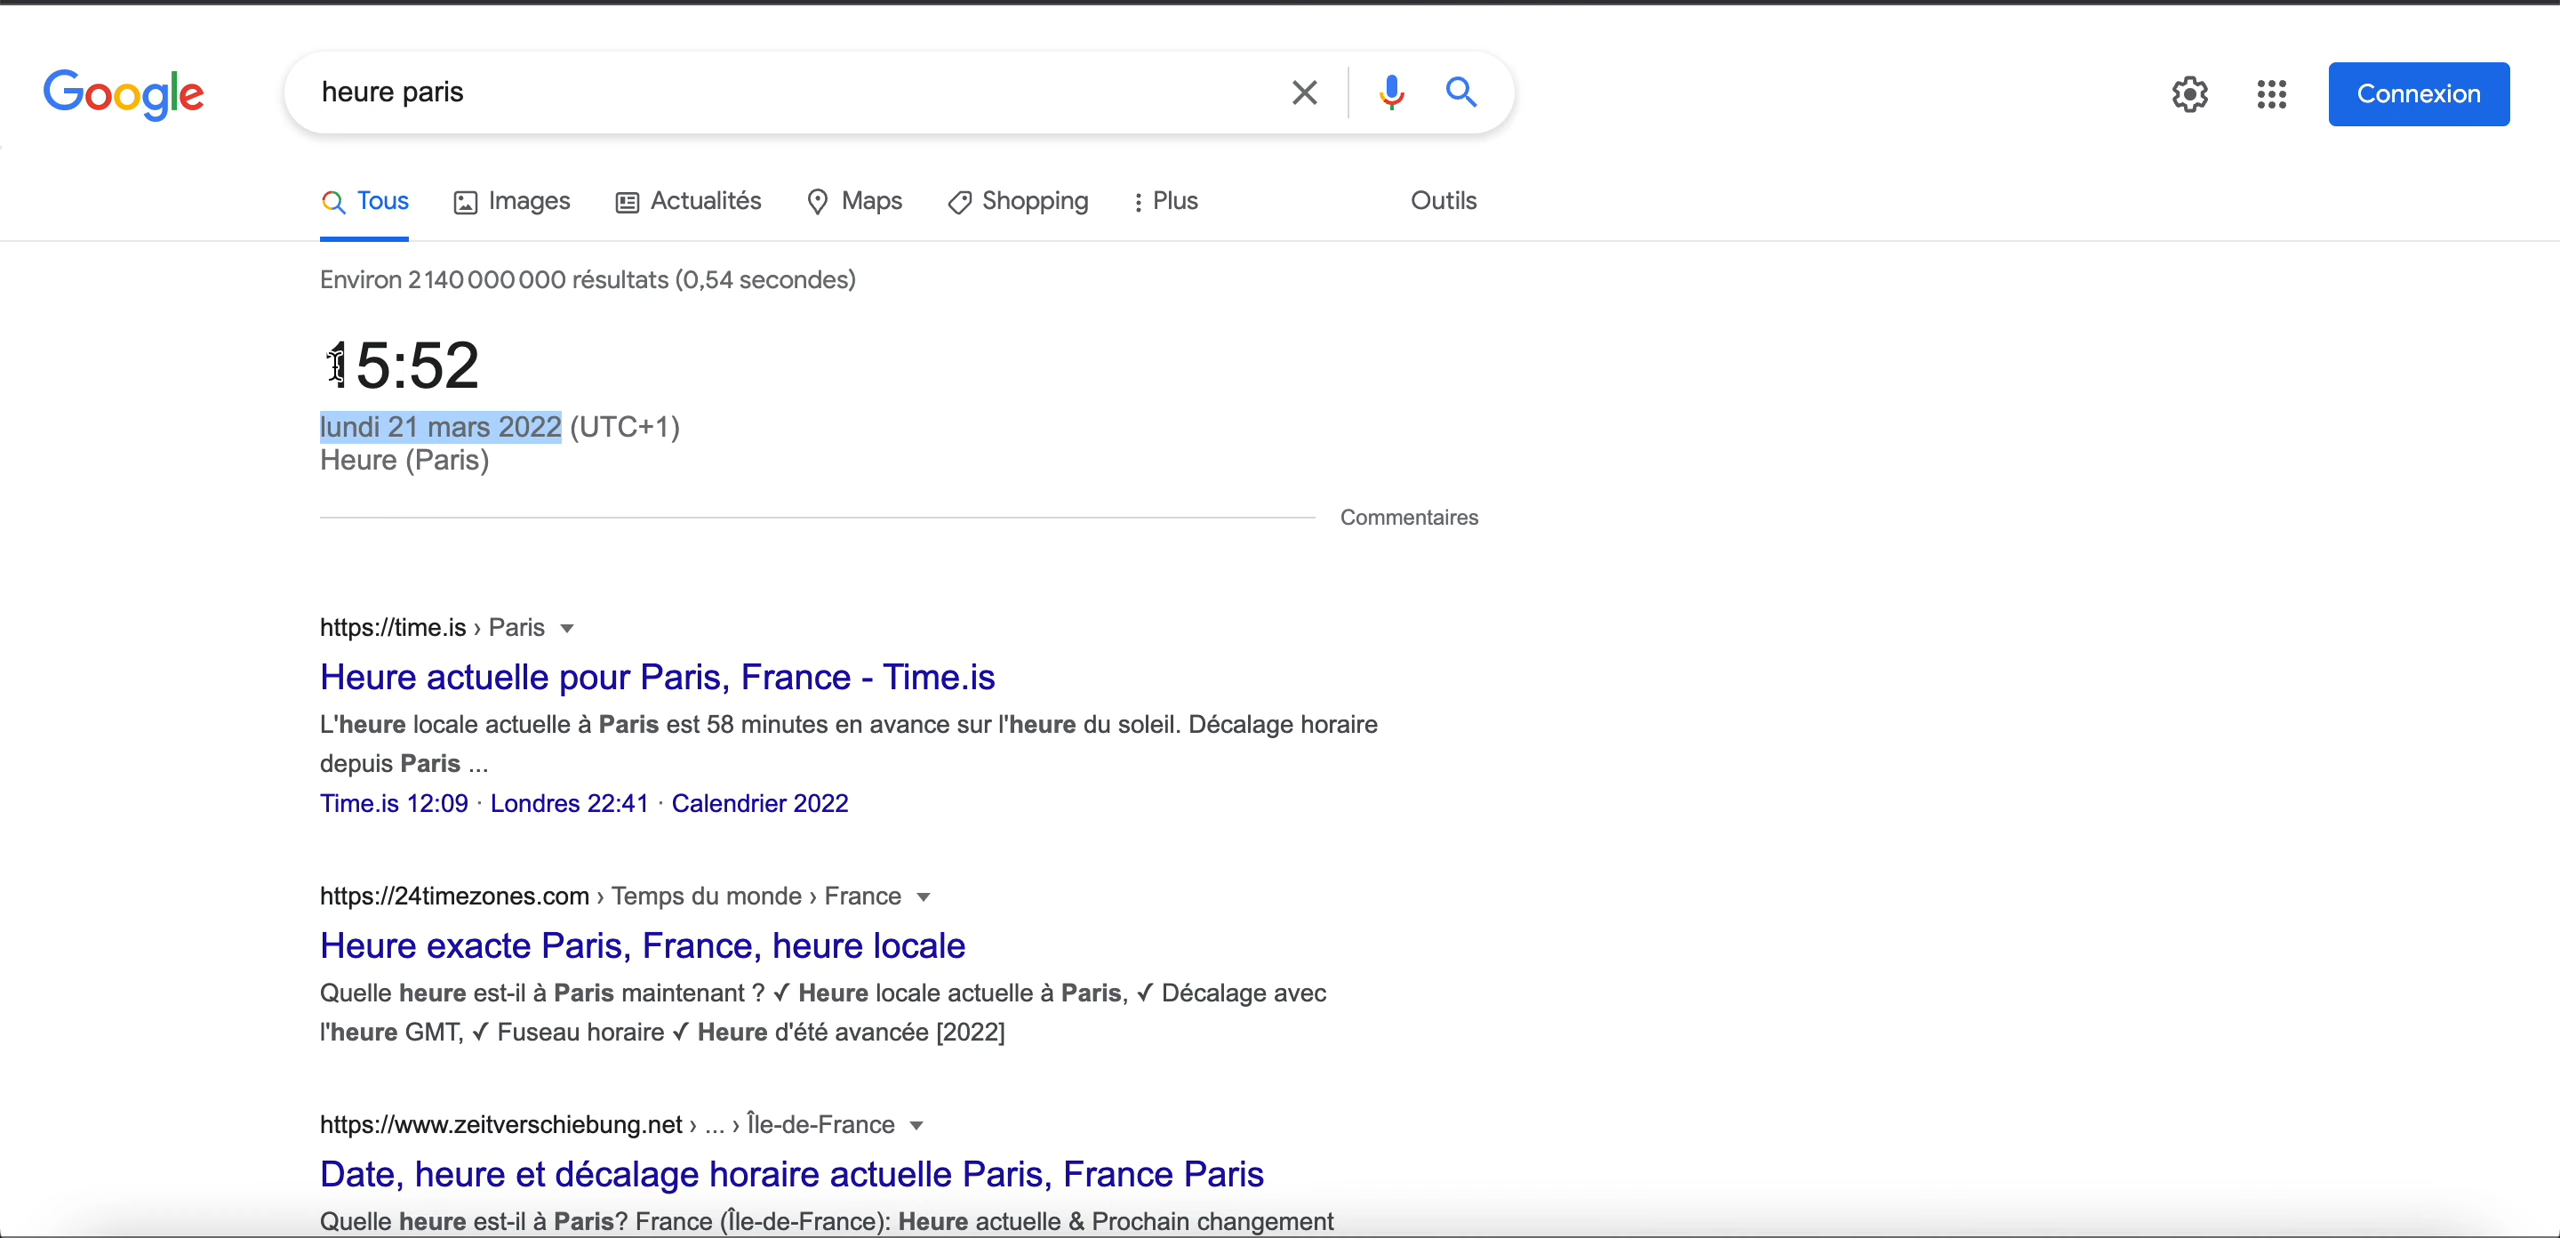 Google
heure paris
Connexion
Tous Images Actualités Maps Shopping Plus Outils
Environ 2 140 000 000 résultats (0,54 secondes)
15:52
lundi 21 mars 2022 (UTC+1)
Heure (Paris)
Commentaires
https://time.is › Paris
Heure actuelle pour Paris, France - Time.is
L'heure locale actuelle à Paris est 58 minutes en avance sur l'heure du soleil. Décalage horaire
depuis Paris ...
Time.is 12:09 · Londres 22:41 · Calendrier 2022
https://24timezones.com › Temps du monde › France
Heure exacte Paris, France, heure locale
Quelle heure est-il à Paris maintenant ? ✓ Heure locale actuelle à Paris, ✓ Décalage avec
l'heure GMT, ✓ Fuseau horaire ✓ Heure d'été avancée [2022]
https://www.zeitverschiebung.net › ... › Île-de-France
Date, heure et décalage horaire actuelle Paris, France Paris
Quelle heure est-il à Paris? France (Île-de-France): Heure actuelle & Prochain changement